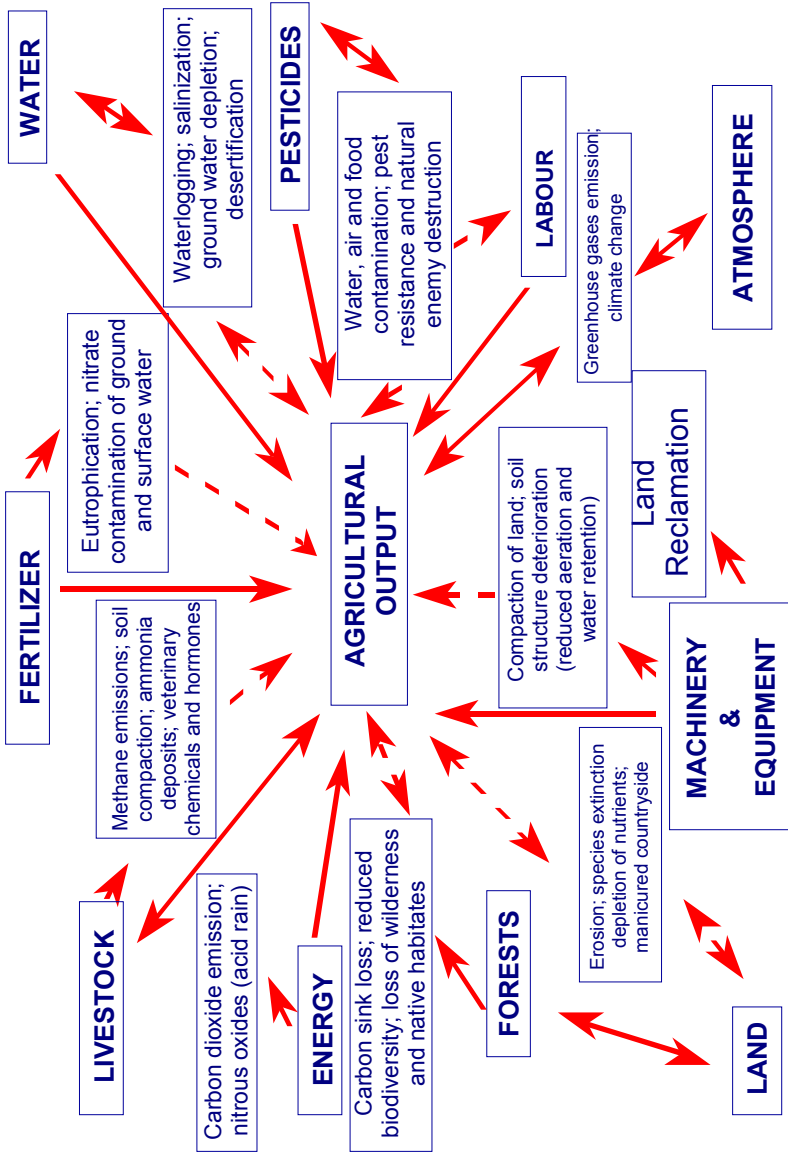 FERTILIZER
WATER
LIVESTOCK
Methane emissions; soil
compaction; ammonia
deposits; veterinary
chemicals and hormones
Eutrophication; nitrate
contamination of ground
and surface water
Waterlogging; salinization;
ground water depletion;
desertification
Carbon dioxide emission;
nitrous oxides (acid rain)
PESTICIDES
ENERGY
AGRICULTURAL
OUTPUT
Water, air and food
contamination; pest
resistance and natural
enemy destruction
Carbon sink loss; reduced
biodiversity; loss of wilderness
and native habitates
FORESTS
Compaction of land; soil
structure deterioration
(reduced aeration and
water retention)
LABOUR
Erosion; species extinction
depletion of nutrients;
manicured countryside
Greenhouse gases emission;
climate change
Land
Reclamation
LAND
MACHINERY
&
EQUIPMENT
ATMOSPHERE